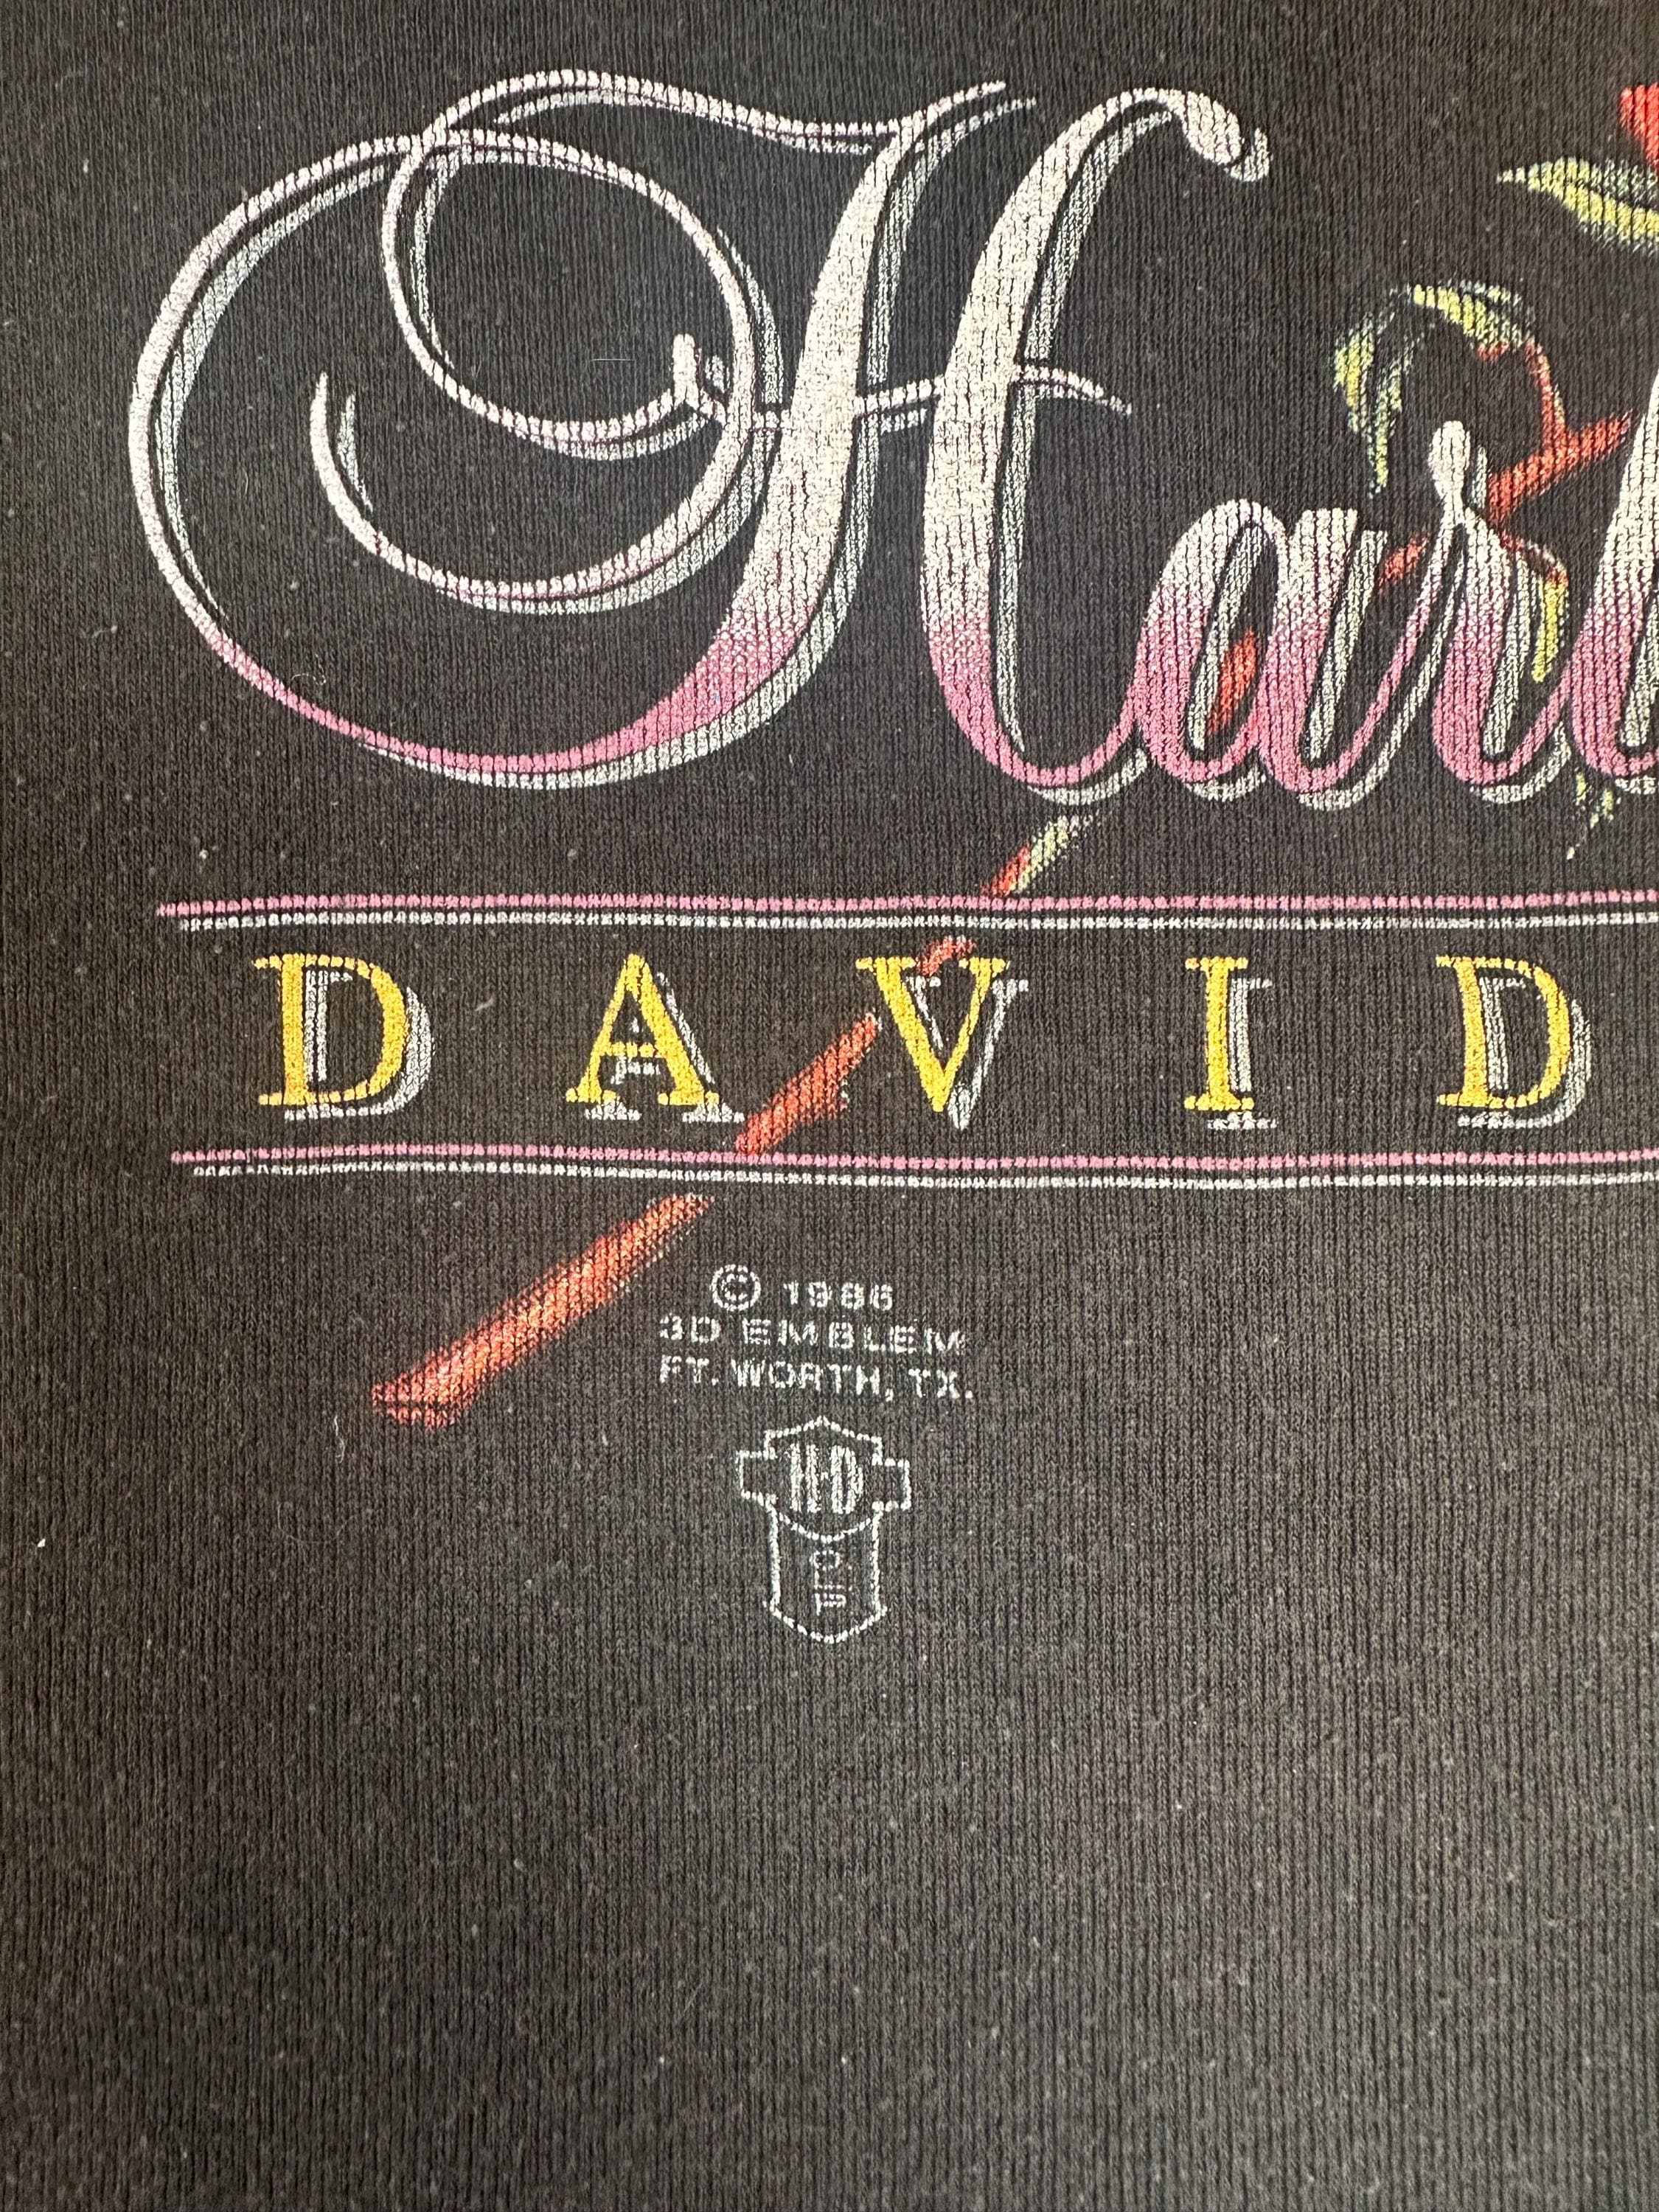 Harl
DAVID
© 1986
3D EMBLEM
FT. WORTH, TX.
H-D